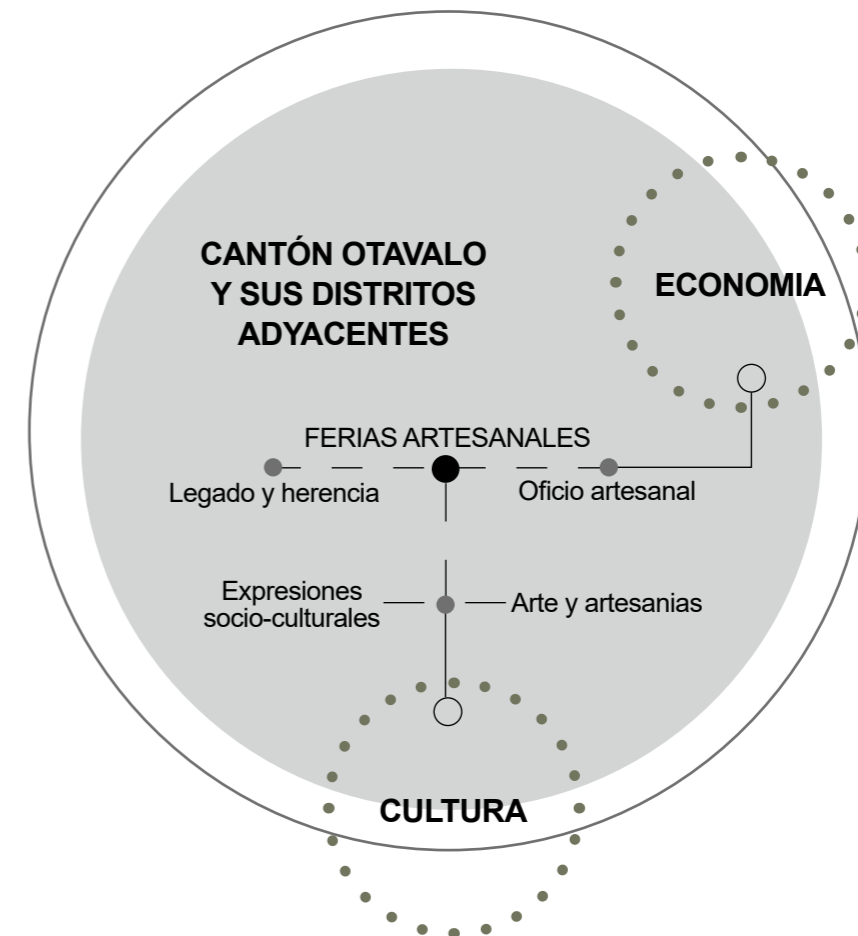 CANTÓN OTAVALO
Y SUS DISTRITOS
ADYACENTES
ECONOMIA
FERIAS ARTESANALES
Legado y herencia
Oficio artesanal
Expresiones
socio-culturales
Arte y artesanias
CULTURA